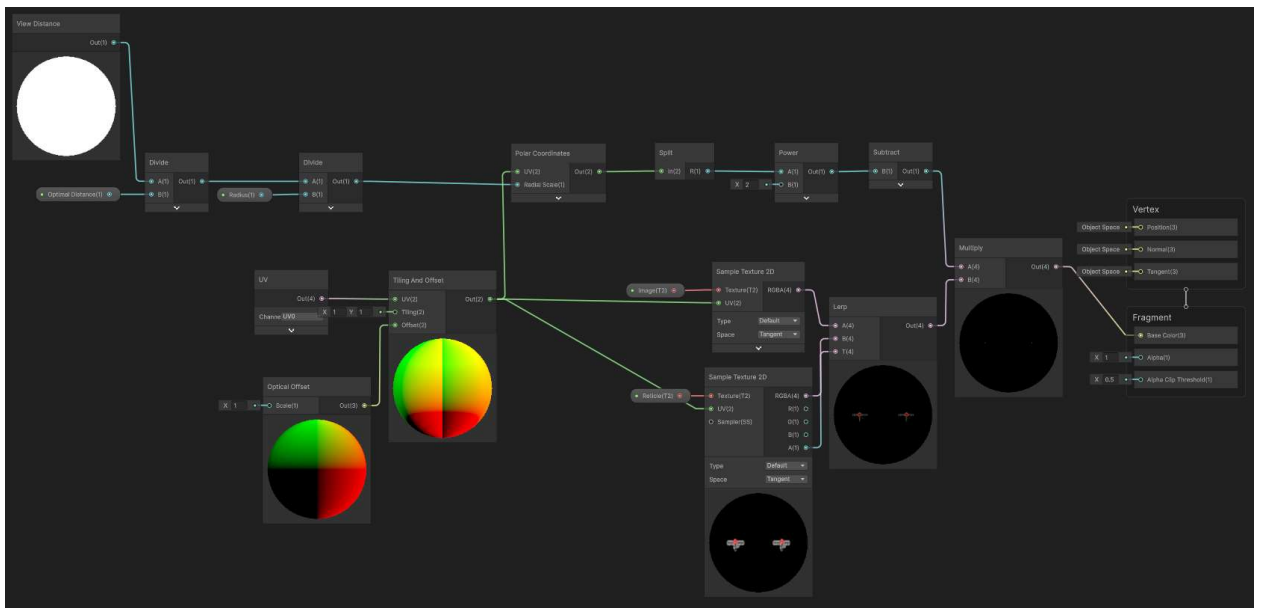 View Distance
Out(1)
Divide
A(1) Out(1)
B(1)
Optimal Distance(1)
Divide
A(1) Out(1)
B(1)
Radius(1)
Polar Coordinates
UV(2) Out(2)
Radial Scale(1)
Split
In(2) R(1)
Power
A(1) Out(1)
X 2
B(1)
Subtract
B(1) Out(1)
UV
Out(4)
Channe UV0
Tiling And Offset
UV(2) Out(2)
X 1 Y 1
Tiling(2)
Offset(2)
Optical Offset
X 1
Scale(1) Out(3)
Sample Texture 2D
Image(T2)
Texture(T2) RGBA(4)
UV(2)
Type Default
Space Tangent
Sample Texture 2D
Reticle(T2)
Texture(T2) RGBA(4)
UV(2) R(1)
Sampler(SS) G(1)
B(1)
A(1)
Type Default
Space Tangent
Lerp
A(4) Out(4)
B(4)
T(4)
Multiply
A(4) Out(4)
B(4)
Vertex
Object Space Position(3)
Object Space Normal(3)
Object Space Tangent(3)
Fragment
Base Color(3)
X 1 Alpha(1)
X 0.5 Alpha Clip Threshold(1)